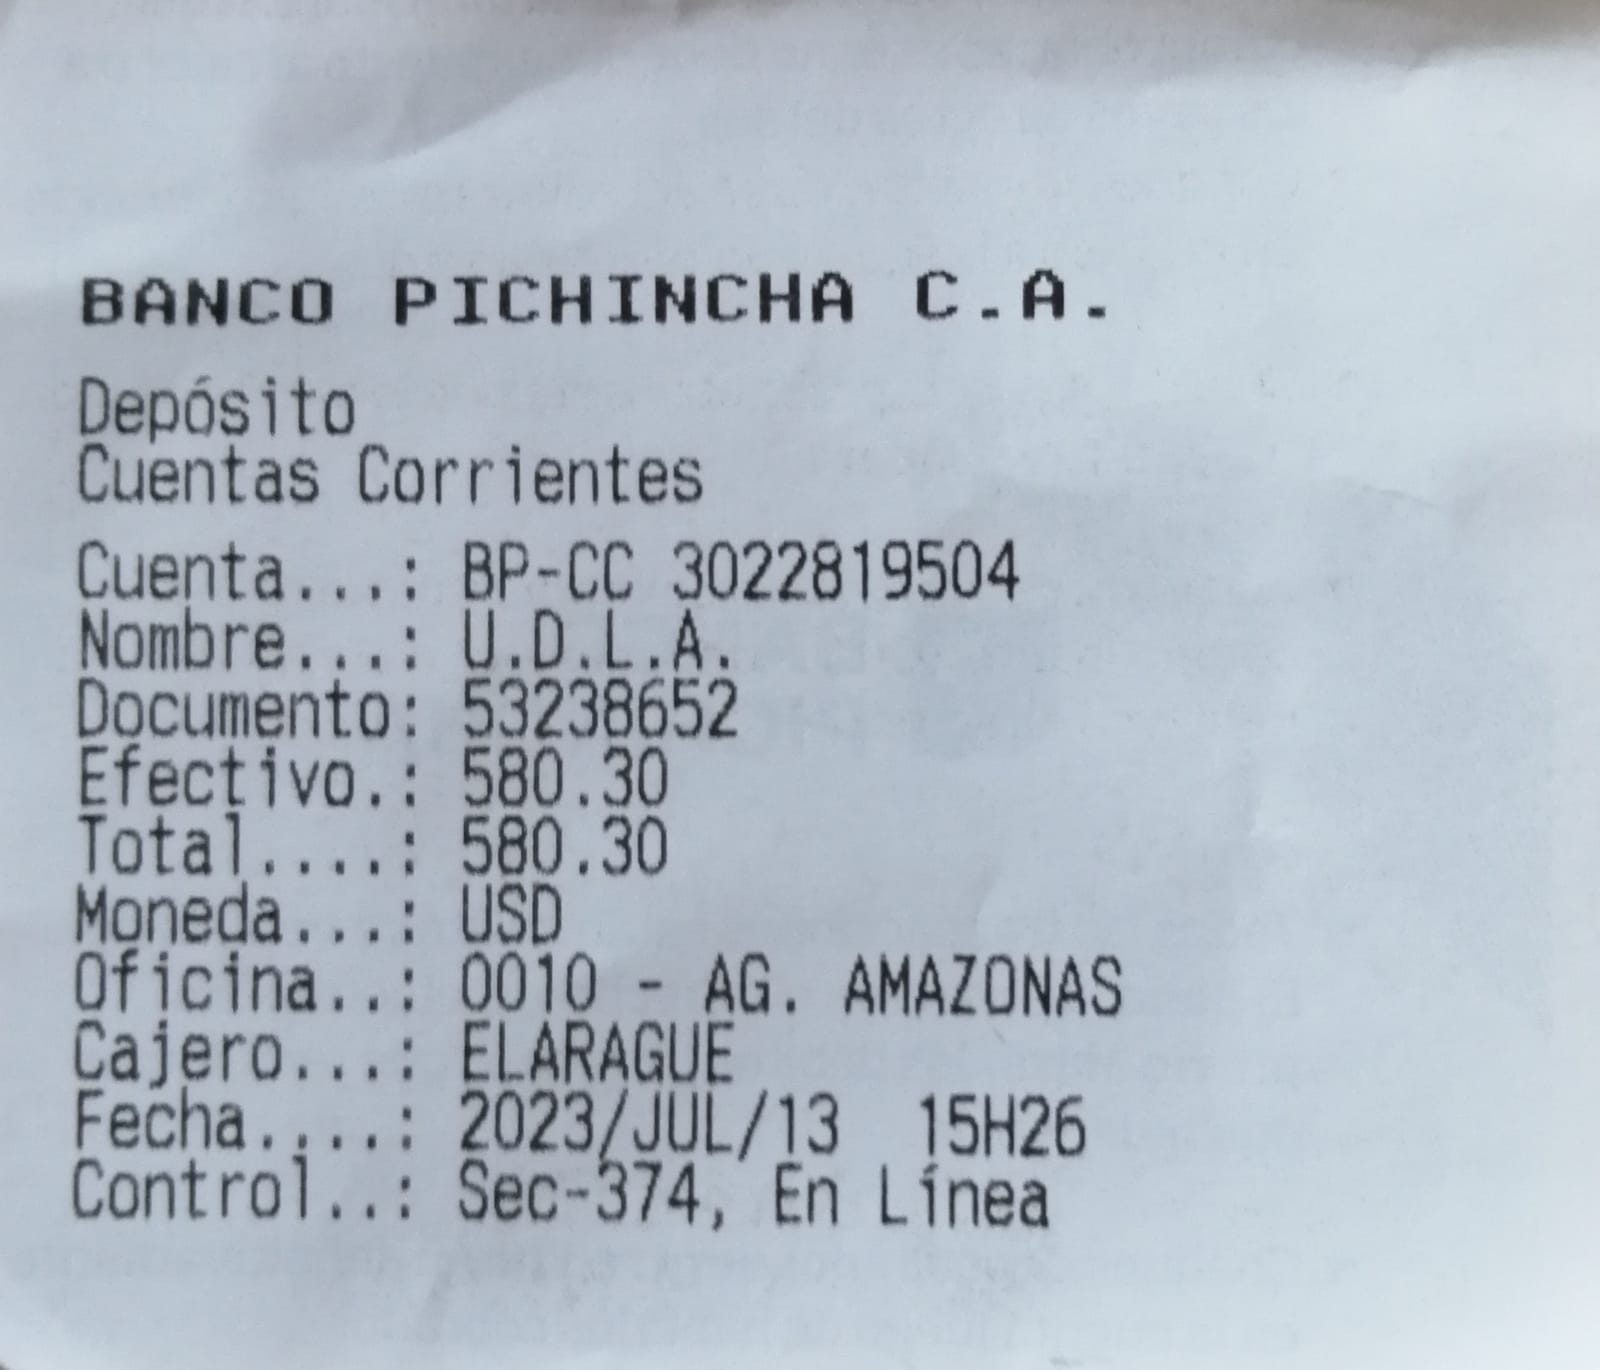 BANCO PICHINCHA C.A.
Depósito
Cuentas Corrientes
Cuenta...: BP-CC 3022819504
Nombre...: U.D.L.A.
Documento: 53238652
Efectivo.: 580.30
Total....: 580.30
Moneda...: USD
Oficina..: 0010 - AG. AMAZONAS
Cajero...: ELARAGUE
Fecha....: 2023/JUL/13  15H26
Control..: Sec-374, En Línea